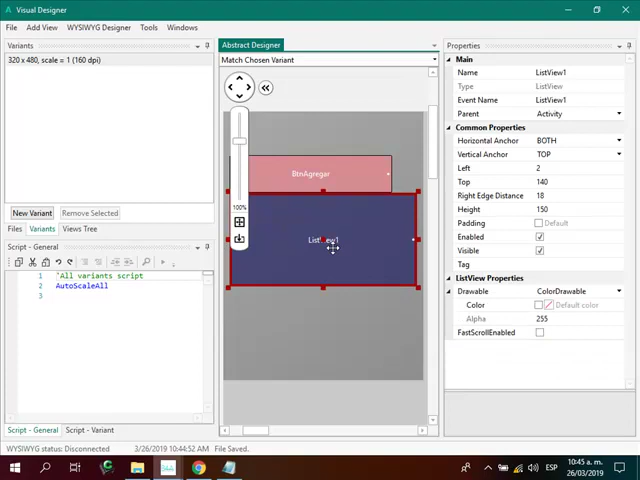 Visual Designer
File Add View WYSIWYG Designer Tools Windows
Variants
320 x 480, scale = 1 (160 dpi)
New Variant Remove Selected
Files Variants Views Tree
Script - General
1 'All variants script
2 AutoScaleAll
3
Script - General Script - Variant
Abstract Designer
Match Chosen Variant
100%
BtnAgregar
ListView1
Properties
Main
Name ListView1
Type ListView
Event Name ListView1
Parent Activity
Common Properties
Horizontal Anchor BOTH
Vertical Anchor TOP
Left 2
Top 140
Right Edge Distance 18
Height 150
Padding Default
Enabled
Visible
Tag
ListView Properties
Drawable ColorDrawable
Color Default color
Alpha 255
FastScrollEnabled
WYSIWYG status: Disconnected 3/26/2019 10:44:52 AM File Saved.
ESP
10:45 a. m.
26/03/2019